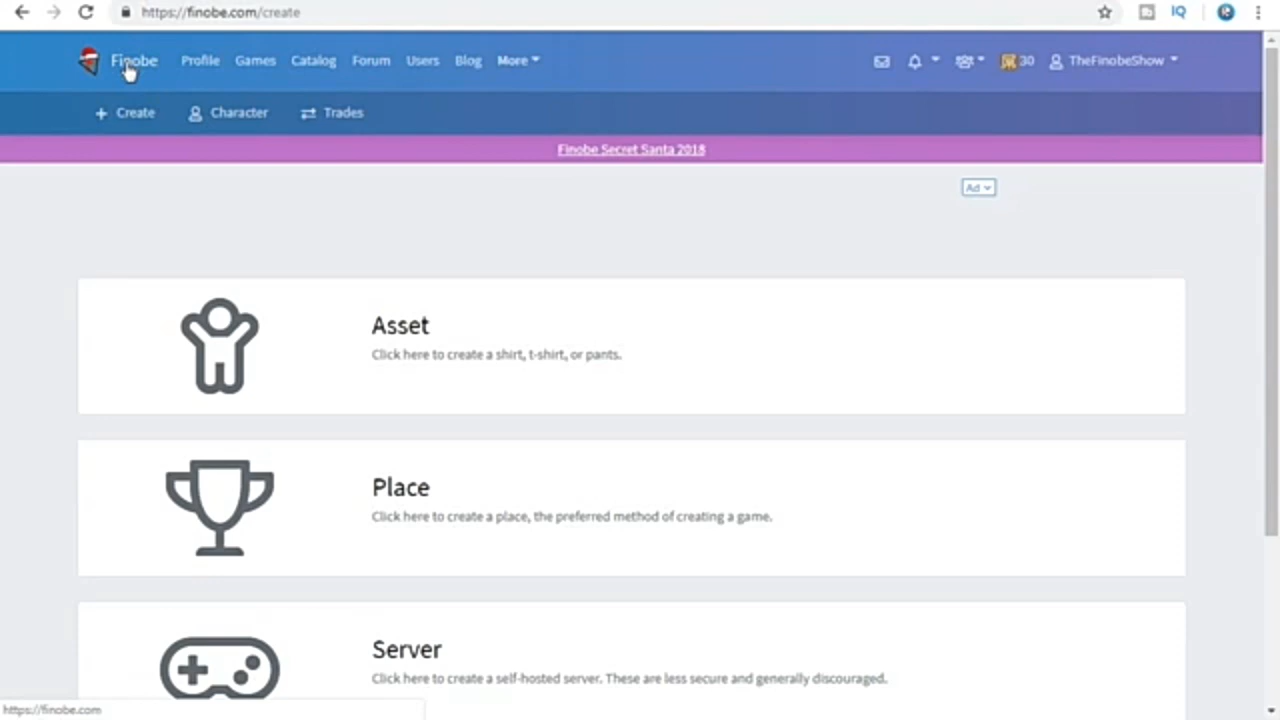 https://finobe.com/create
Finobe Profile Games Catalog Forum Users Blog More 30 TheFinobeShow
Create Character Trades
Finobe Secret Santa 2018
Ad
Asset
Click here to create a shirt, t-shirt, or pants.
Place
Click here to create a place, the preferred method of creating a game.
Server
Click here to create a self-hosted server. These are less secure and generally discouraged.
https://finobe.com